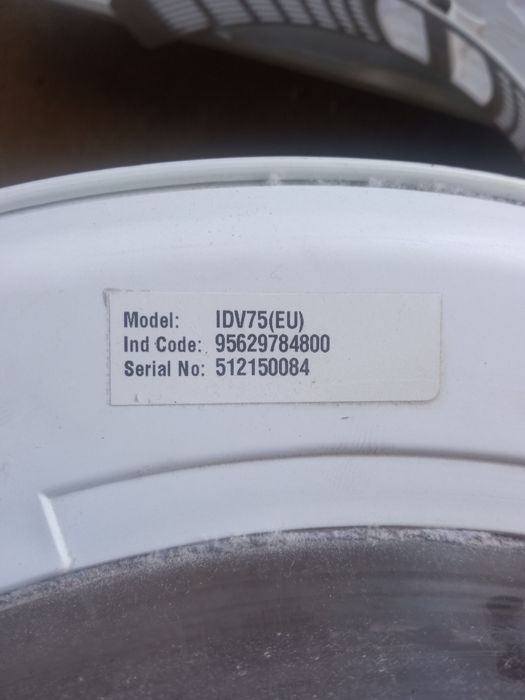 Model: IDV75(EU)
Ind Code: 95629784800
Serial No: 512150084